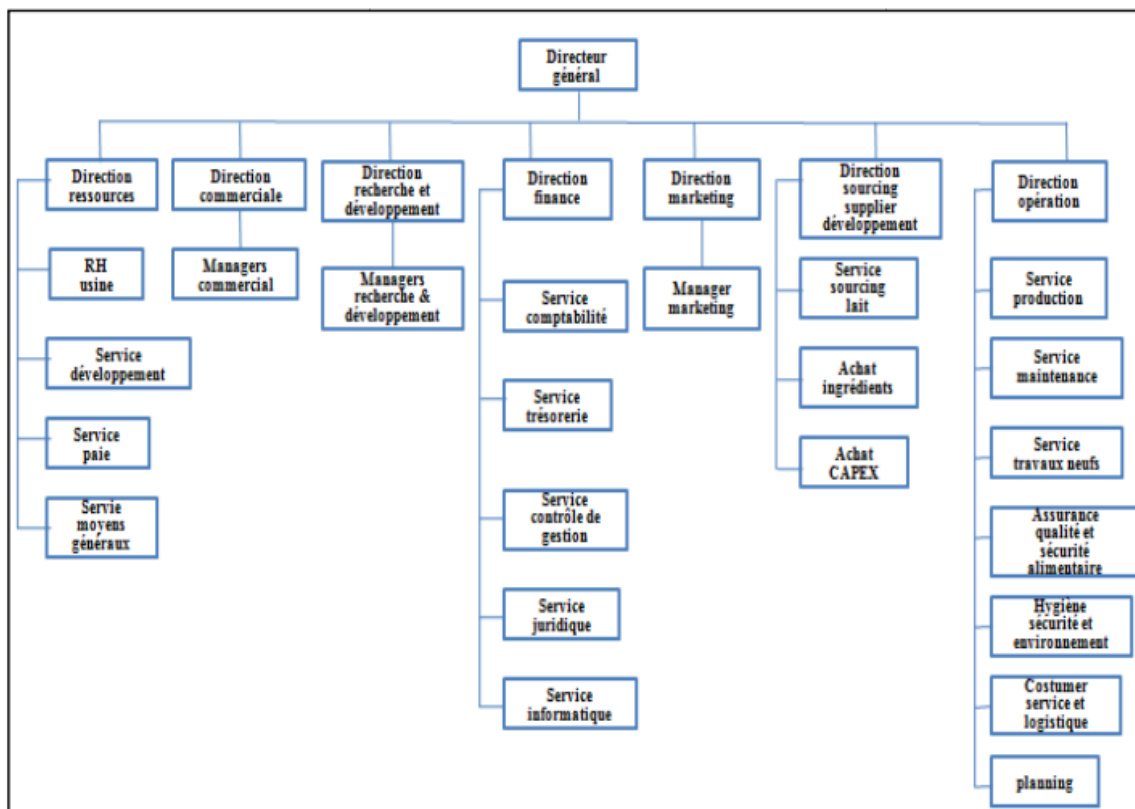 Directeur
général
Direction
ressources
Direction
commerciale
Direction
recherche et
développement
Direction
finance
Direction
marketing
Direction
sourcing
supplier
développement
Direction
opération
RH
usine
Service
développement
Service
paie
Servie
moyens
généraux
Managers
commercial
Managers
recherche &
développement
Service
comptabilité
Service
trésorerie
Service
contrôle de
gestion
Service
juridique
Service
informatique
Manager
marketing
Service
sourcing
lait
Achat
ingrédients
Achat
CAPEX
Service
production
Service
maintenance
Service
travaux neufs
Assurance
qualité et
sécurité
alimentaire
Hygiène
sécurité et
environnement
Costumer
service et
logistique
planning